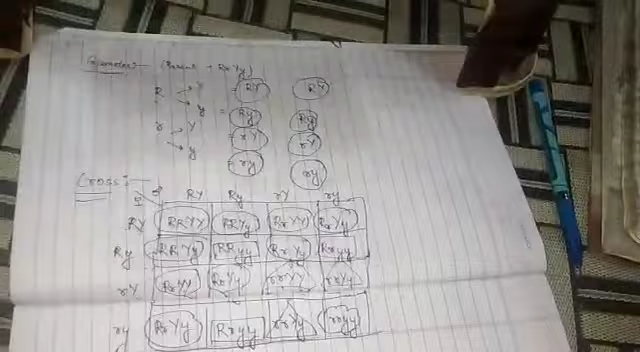 Gametes:- (Parent + RrYy)
R Y RY RY
y = Ry Ry
r Y rY rY
y ry ry
Cross:-
RY Ry rY ry
RY RRYY RRYy RrYY RrYy
Ry RRYy RRyy RrYy Rryy
rY RrYY RrYy rrYY rrYy
ry RrYy Rryy rrYy rryy